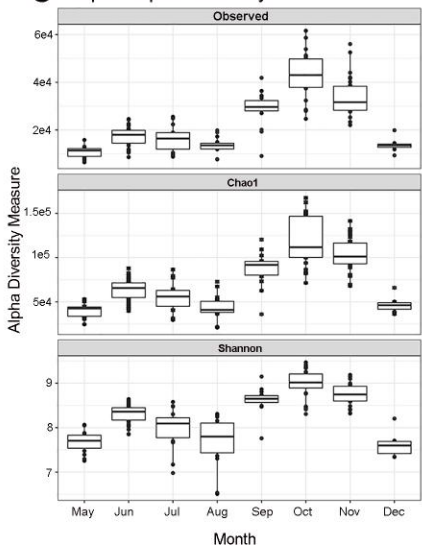 Observed
6e4
4e4
2e4
Chao1
1.5e5
1e5
5e4
Shannon
9
8
7
May Jun Jul Aug Sep Oct Nov Dec
Month
Alpha Diversity Measure